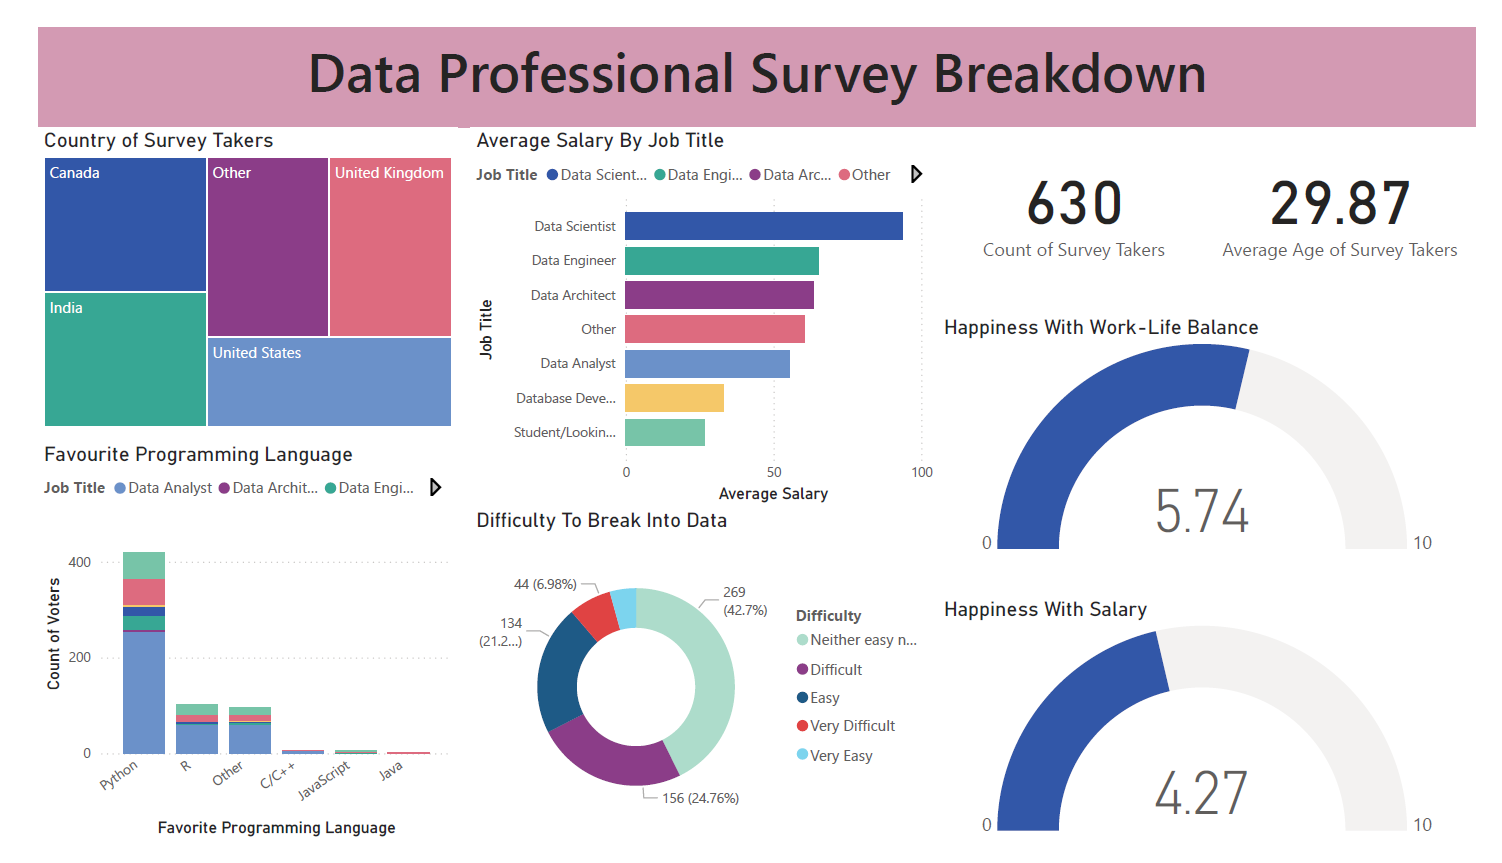 Data Professional Survey Breakdown
Country of Survey Takers
Canada
Other
United Kingdom
India
United States
Average Salary By Job Title
Job Title Data Scient... Data Engi... Data Arc... Other
Job Title
Data Scientist
Data Engineer
Data Architect
Other
Data Analyst
Database Deve...
Student/Lookin...
0 50 100
Average Salary
630
Count of Survey Takers
29.87
Average Age of Survey Takers
Favourite Programming Language
Job Title Data Analyst Data Archit... Data Engi...
Count of Voters
400
200
0
Python R Other C/C++ JavaScript Java
Favorite Programming Language
Difficulty To Break Into Data
44 (6.98%)
269
(42.7%)
134
(21.2...)
156 (24.76%)
Difficulty
Neither easy n...
Difficult
Easy
Very Difficult
Very Easy
Happiness With Work-Life Balance
5.74
0 10
Happiness With Salary
4.27
0 10